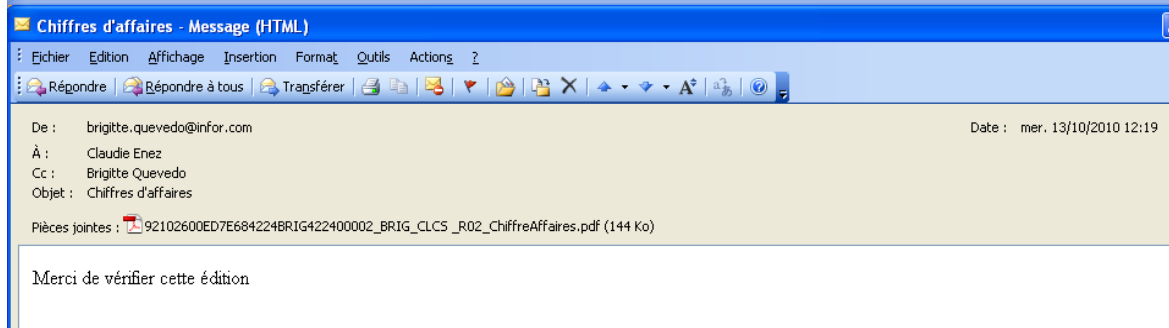 Chiffres d'affaires - Message (HTML)
Fichier Edition Affichage Insertion Format Outils Actions ?
Répondre Répondre à tous Transférer
De : brigitte.quevedo@infor.com Date : mer. 13/10/2010 12:19
À : Claudie Enez
Cc : Brigitte Quevedo
Objet : Chiffres d'affaires
Pièces jointes : 92102600ED7E684224BRIG422400002_BRIG_CLCS _R02_ChiffreAffaires.pdf (144 Ko)
Merci de vérifier cette édition